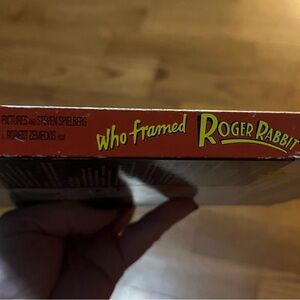 PICTURES AND STEVEN SPIELBERG
A ROBERT ZEMECKIS FILM
Who framed ROGER RABBIT